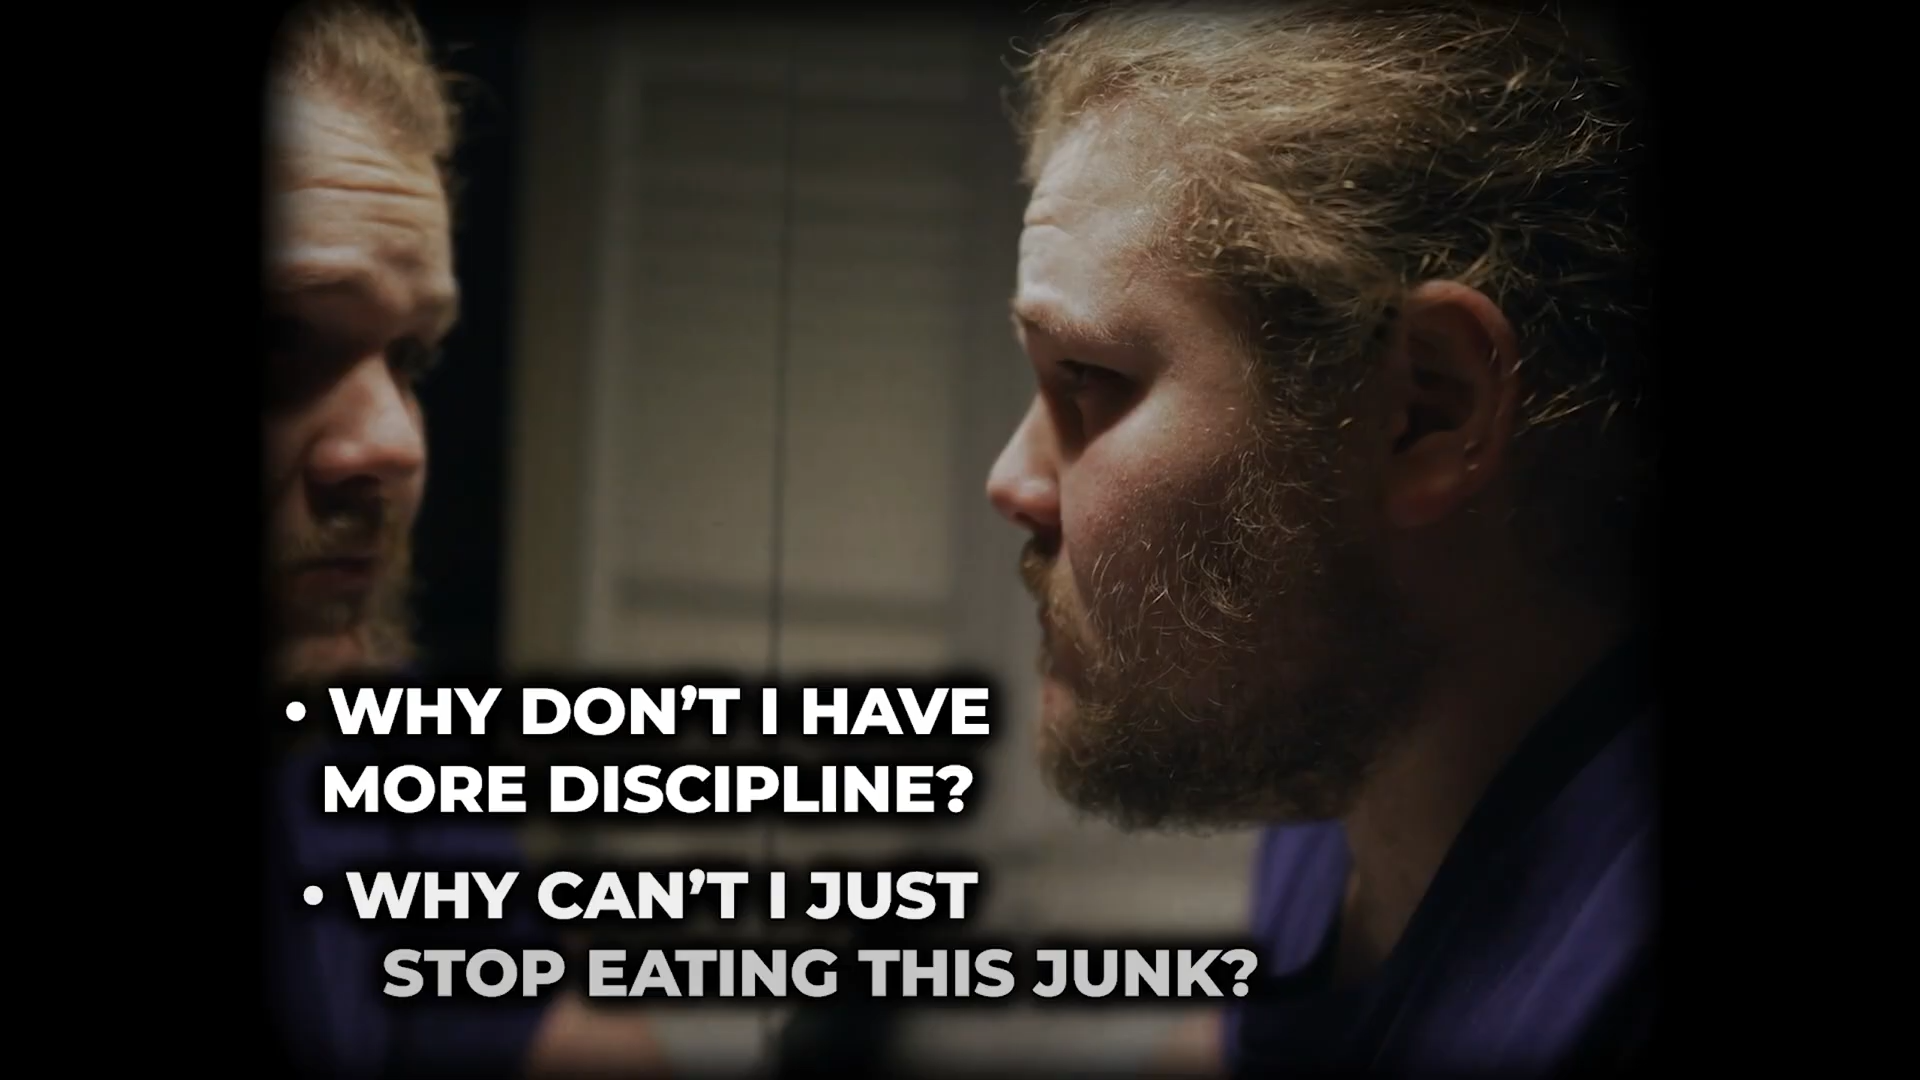 • WHY DON'T I HAVE
MORE DISCIPLINE?
• WHY CAN'T I JUST
STOP EATING THIS JUNK?